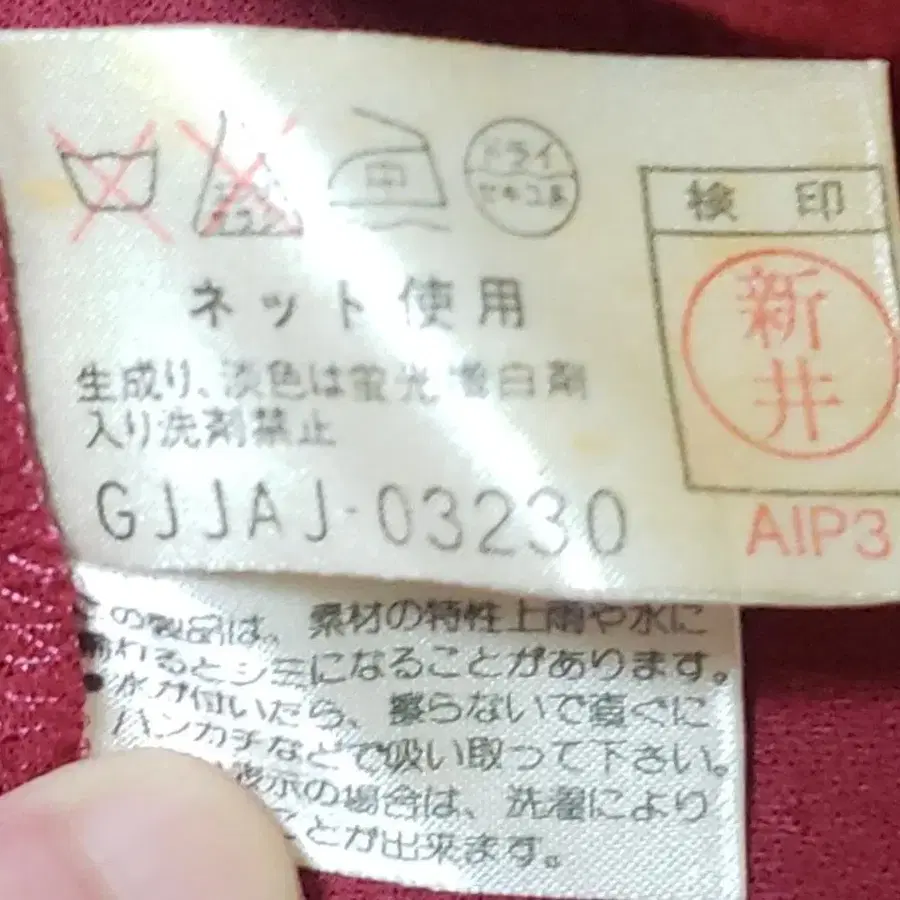 中
ドライ
セキユ系
ネット使用
生成り、淡色は蛍光増白剤
入り洗剤禁止
GJJAJ-03230
検 印
新井
AIP3
の製品は、素材の特性上雨や水に
れるとシミになることがあります。
水が付いたら、擦らないで直ぐに
ハンカチなどで吸い取って下さい。
表示の場合は、洗濯により
ことが出来ます。